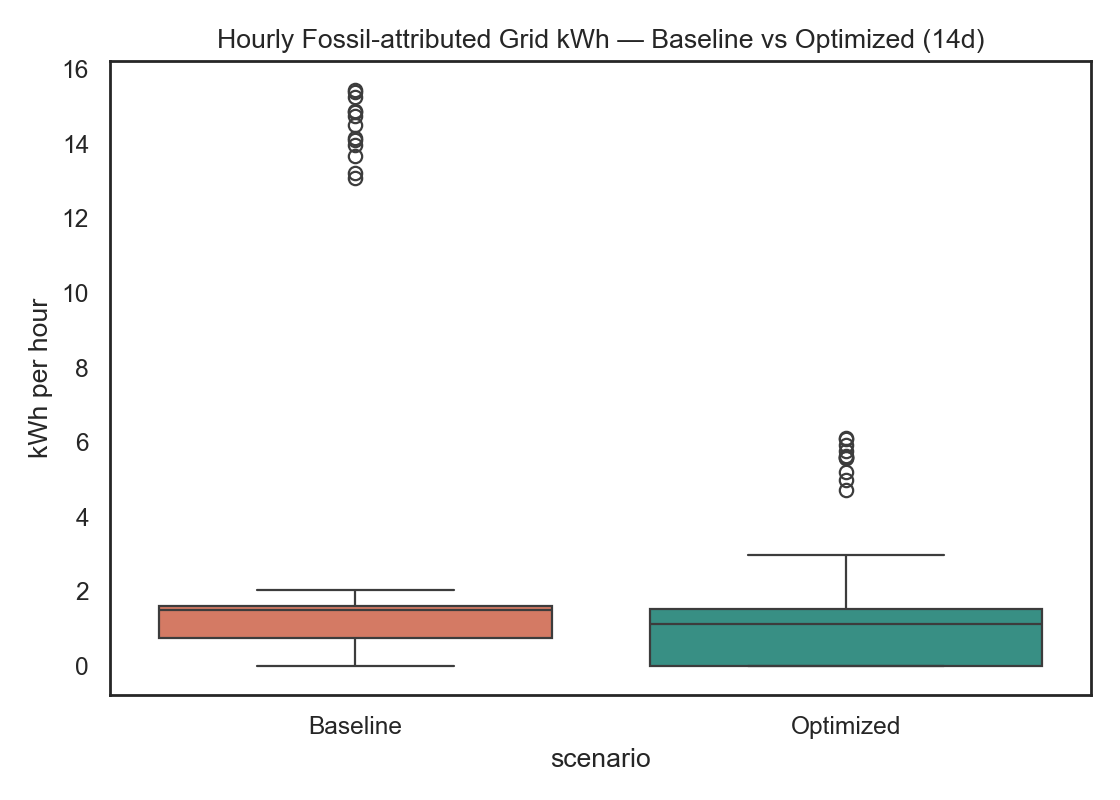 Hourly Fossil-attributed Grid kWh — Baseline vs Optimized (14d)
16
14
12
10
8
6
4
2
0
kWh per hour
Baseline
Optimized
scenario